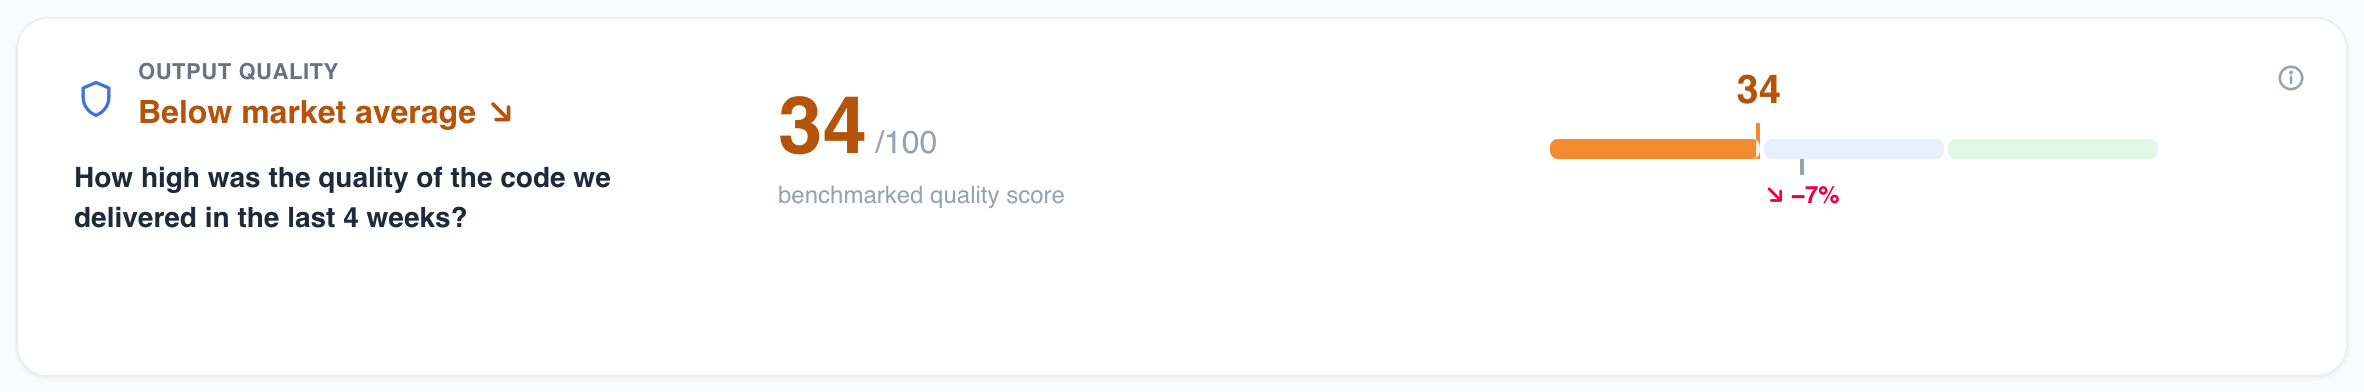 OUTPUT QUALITY
Below market average ↘
How high was the quality of the code we
delivered in the last 4 weeks?
34 /100
benchmarked quality score
34
↘ –7%